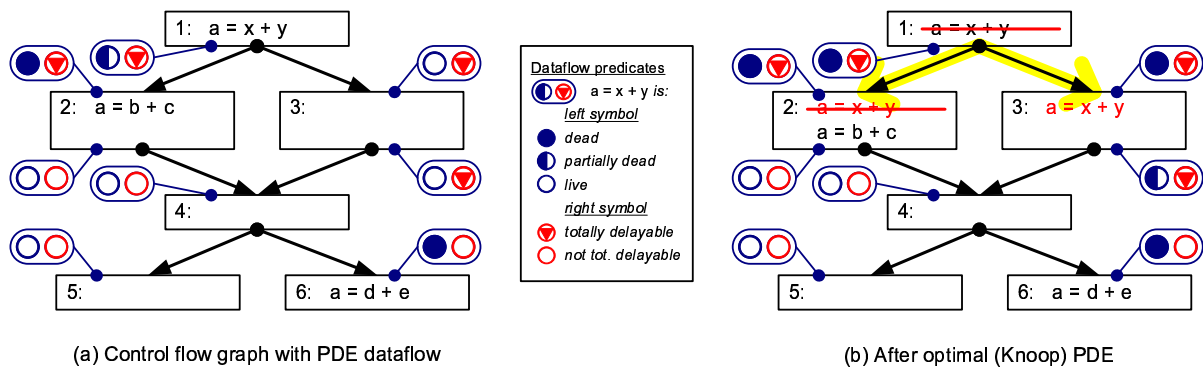 1: a = x + y
2: a = b + c
3:
4:
5:
6: a = d + e
(a) Control flow graph with PDE dataflow
Dataflow predicates
a = x + y is:
left symbol
dead
partially dead
live
right symbol
totally delayable
not tot. delayable
1: a = x + y
2: a = x + y
a = b + c
3: a = x + y
4:
5:
6: a = d + e
(b) After optimal (Knoop) PDE